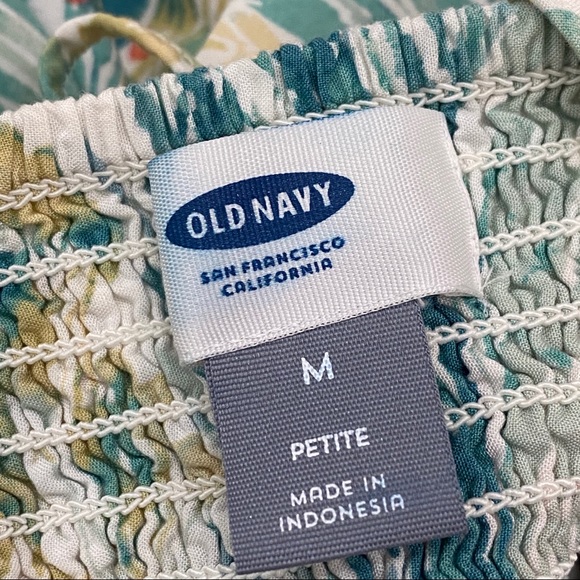 OLD NAVY
SAN FRANCISCO
CALIFORNIA
M
PETITE
MADE IN
INDONESIA